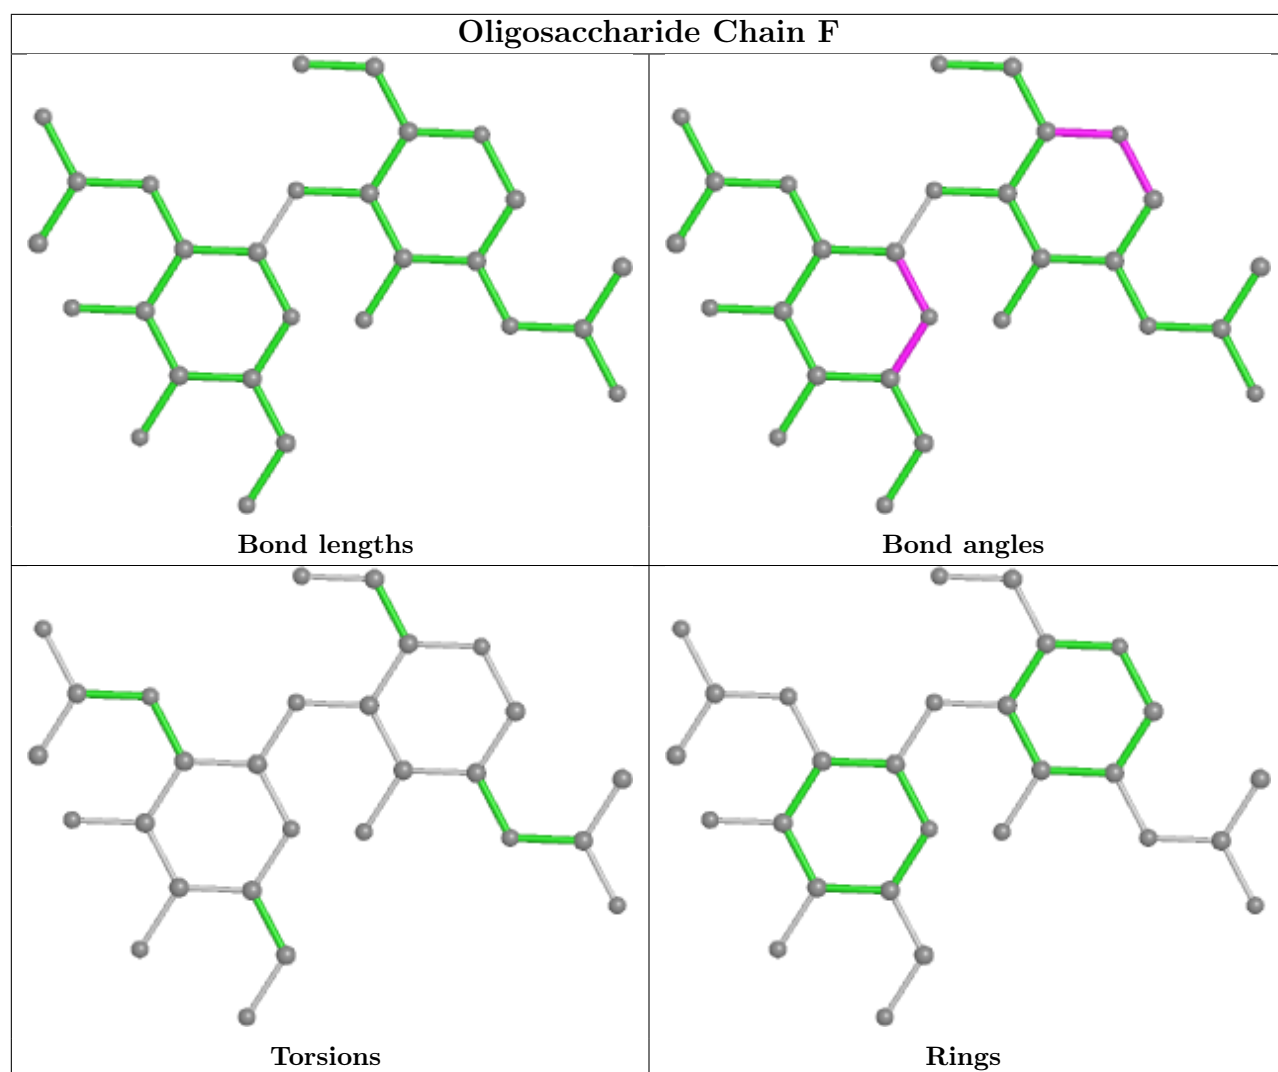 Oligosaccharide Chain F
Bond lengths
Bond angles
Torsions
Rings